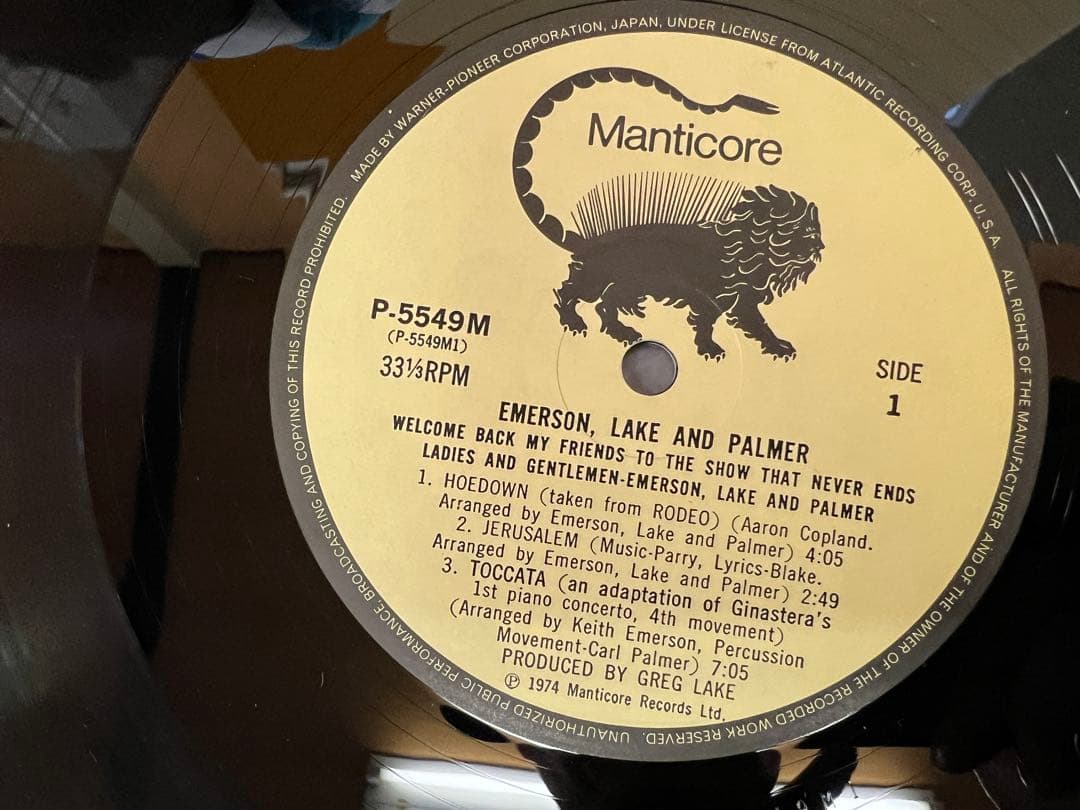 MADE BY WARNER-PIONEER CORPORATION, JAPAN, UNDER LICENSE FROM ATLANTIC RECORDING CORP. U.S.A. ALL RIGHTS OF THE MANUFACTURER AND OF THE OWNER OF THE RECORDED WORK RESERVED. UNAUTHORIZED PUBLIC PERFORMANCE, BROADCASTING AND COPYING OF THIS RECORD PROHIBITED.
Manticore
P-5549M
(P-5549M1)
33⅓RPM
SIDE
1
EMERSON, LAKE AND PALMER
WELCOME BACK MY FRIENDS TO THE SHOW THAT NEVER ENDS
LADIES AND GENTLEMEN-EMERSON, LAKE AND PALMER
1. HOEDOWN (taken from RODEO) (Aaron Copland.
Arranged by Emerson, Lake and Palmer) 4:05
2. JERUSALEM (Music-Parry, Lyrics-Blake.
Arranged by Emerson, Lake and Palmer) 2:49
3. TOCCATA (an adaptation of Ginastera's
1st piano concerto, 4th movement)
(Arranged by Keith Emerson, Percussion
Movement-Carl Palmer) 7:05
PRODUCED BY GREG LAKE
℗ 1974 Manticore Records Ltd.